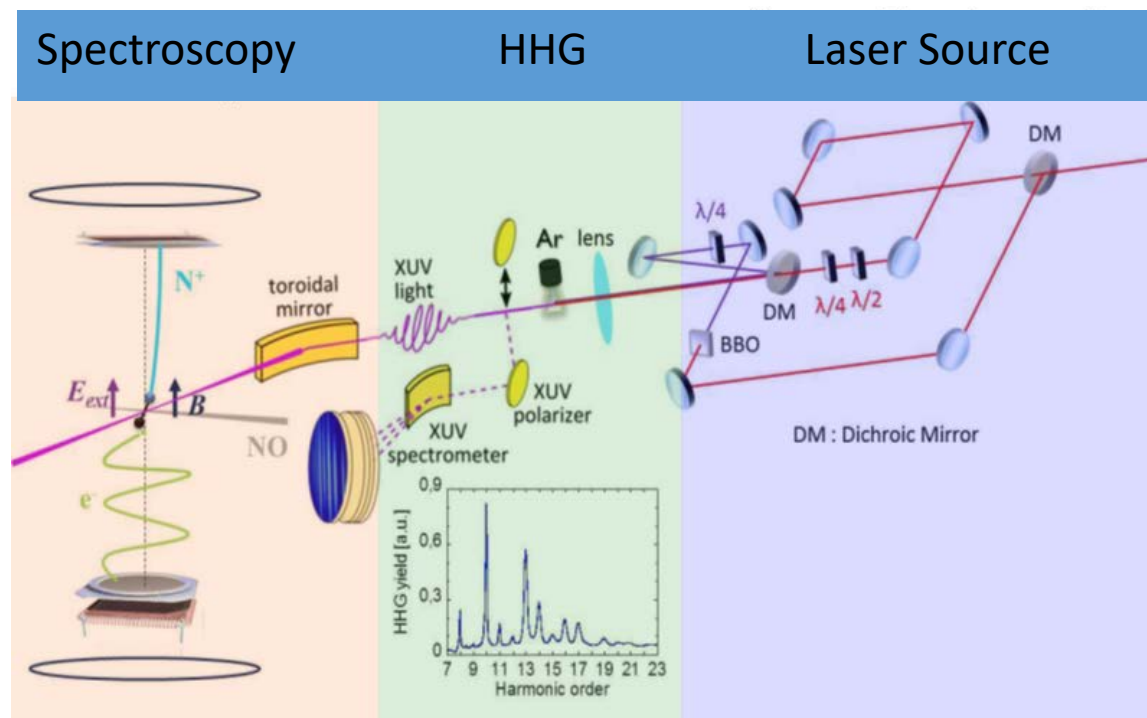 Spectroscopy
HHG
Laser Source
N⁺
E_ext
B
NO
e⁻
toroidal
mirror
XUV
light
Ar
lens
XUV
polarizer
XUV
spectrometer
HHG yield [a.u.]
0,9
0,6
0,3
0
7 9 11 13 15 17 19 21 23
Harmonic order
λ/4
DM
DM
λ/4 λ/2
BBO
DM : Dichroic Mirror